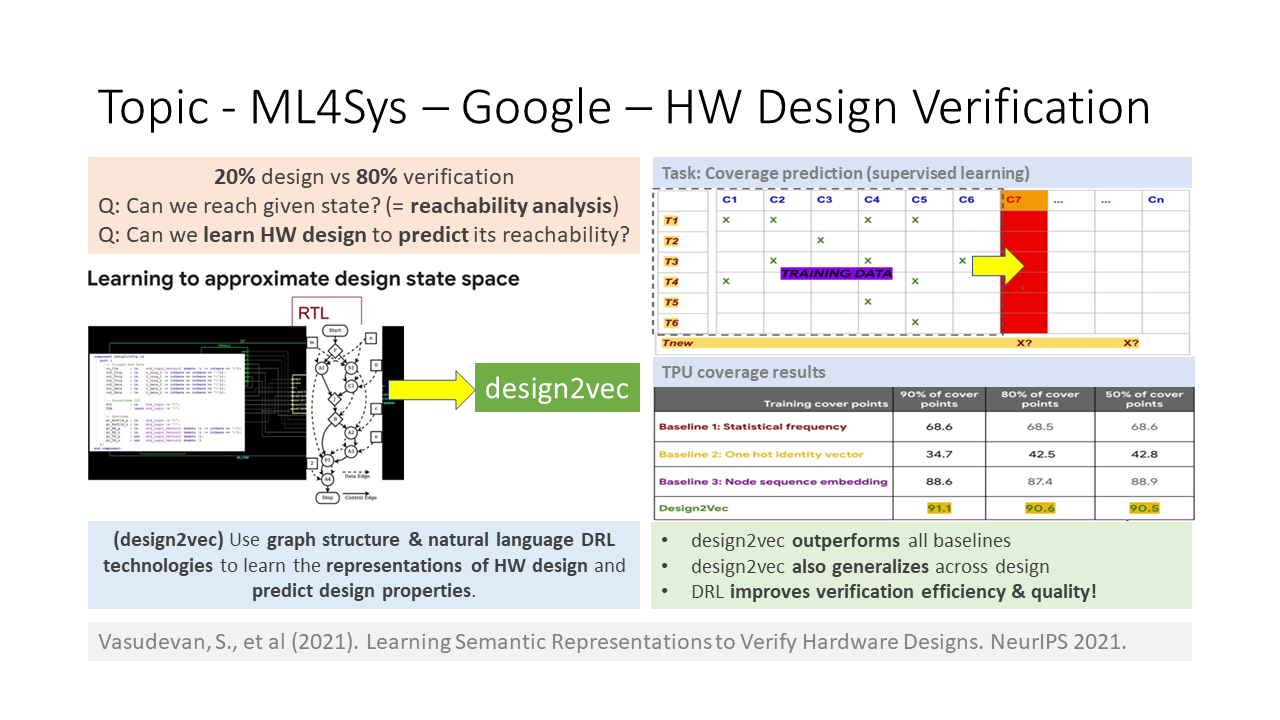 Topic - ML4Sys – Google – HW Design Verification
20% design vs 80% verification
Q: Can we reach given state? (= reachability analysis)
Q: Can we learn HW design to predict its reachability?
Learning to approximate design state space
RTL
Start
Stop
Data Edge
Control Edge
design2vec
(design2vec) Use graph structure & natural language DRL
technologies to learn the representations of HW design and
predict design properties.
Task: Coverage prediction (supervised learning)
C1 C2 C3 C4 C5 C6 C7 ... ... Cn
T1 x x x x
T2 x
T3 x x x
TRAINING DATA
T4 x x
T5 x
T6 x
Tnew X? X?
TPU coverage results
Training cover points 90% of cover points 80% of cover points 50% of cover points
Baseline 1: Statistical frequency 68.6 68.5 68.6
Baseline 2: One hot identity vector 34.7 42.5 42.8
Baseline 3: Node sequence embedding 88.6 87.4 88.9
Design2Vec 91.1 90.6 90.5
• design2vec outperforms all baselines
• design2vec also generalizes across design
• DRL improves verification efficiency & quality!
Vasudevan, S., et al (2021). Learning Semantic Representations to Verify Hardware Designs. NeurIPS 2021.